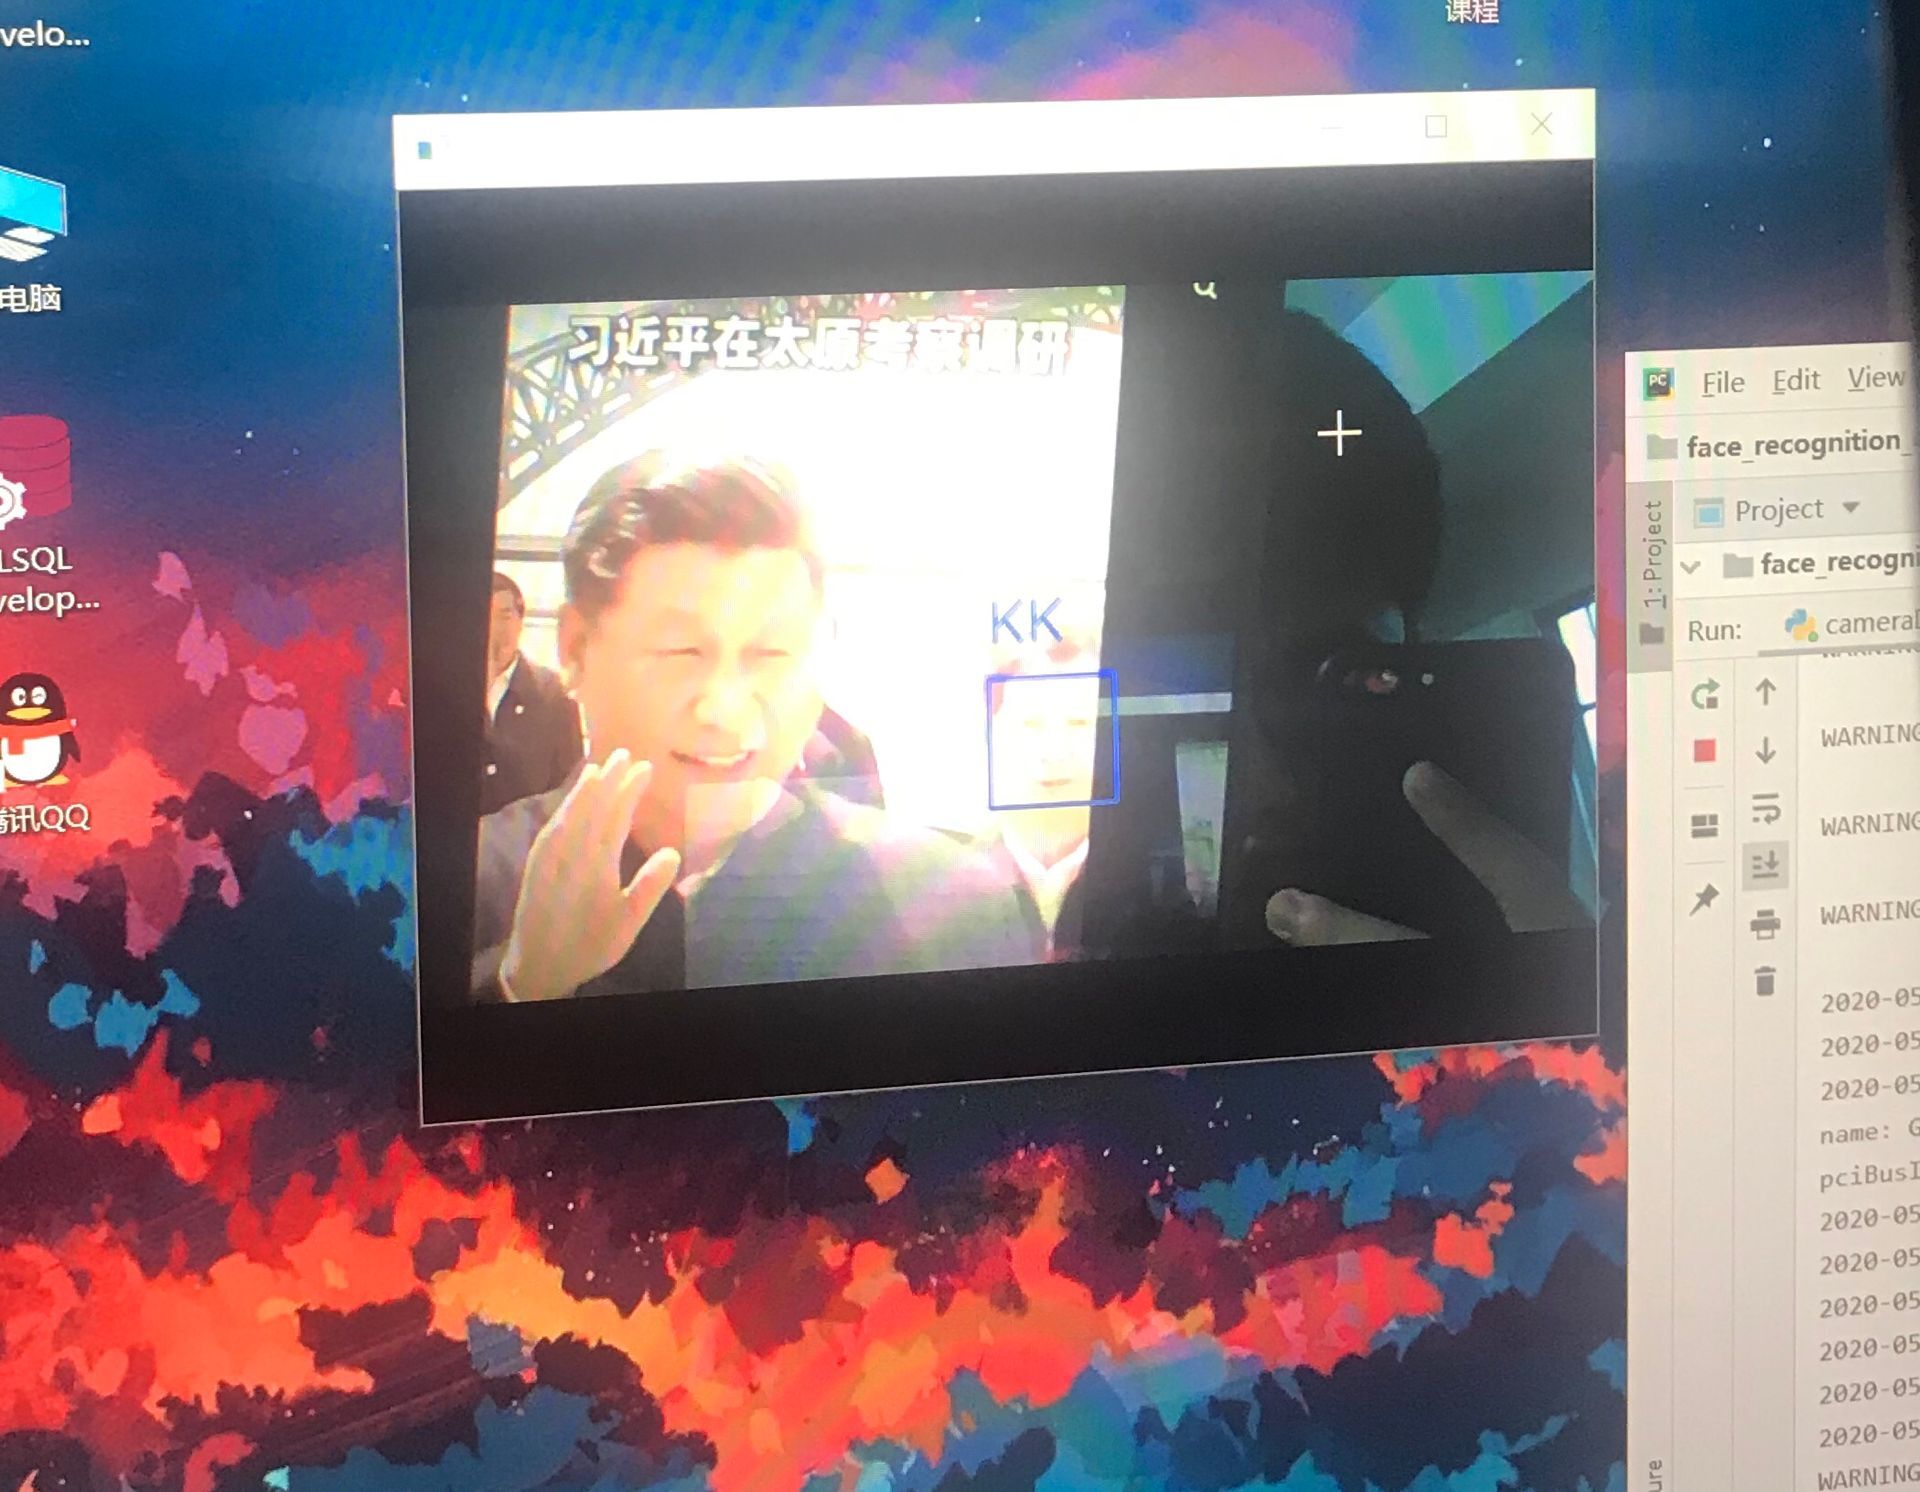 velo...
课程
电脑
LSQL
velop...
腾讯QQ
习近平在太原考察调研
KK
PC
File Edit View
face_recognition_
1: Project
Project
face_recogni
Run:
camera
WARNING
WARNING
WARNING
2020-05
2020-05
2020-05
name: G
pciBusI
2020-05
2020-05
2020-05
2020-05
2020-05
2020-05
WARNING
ure